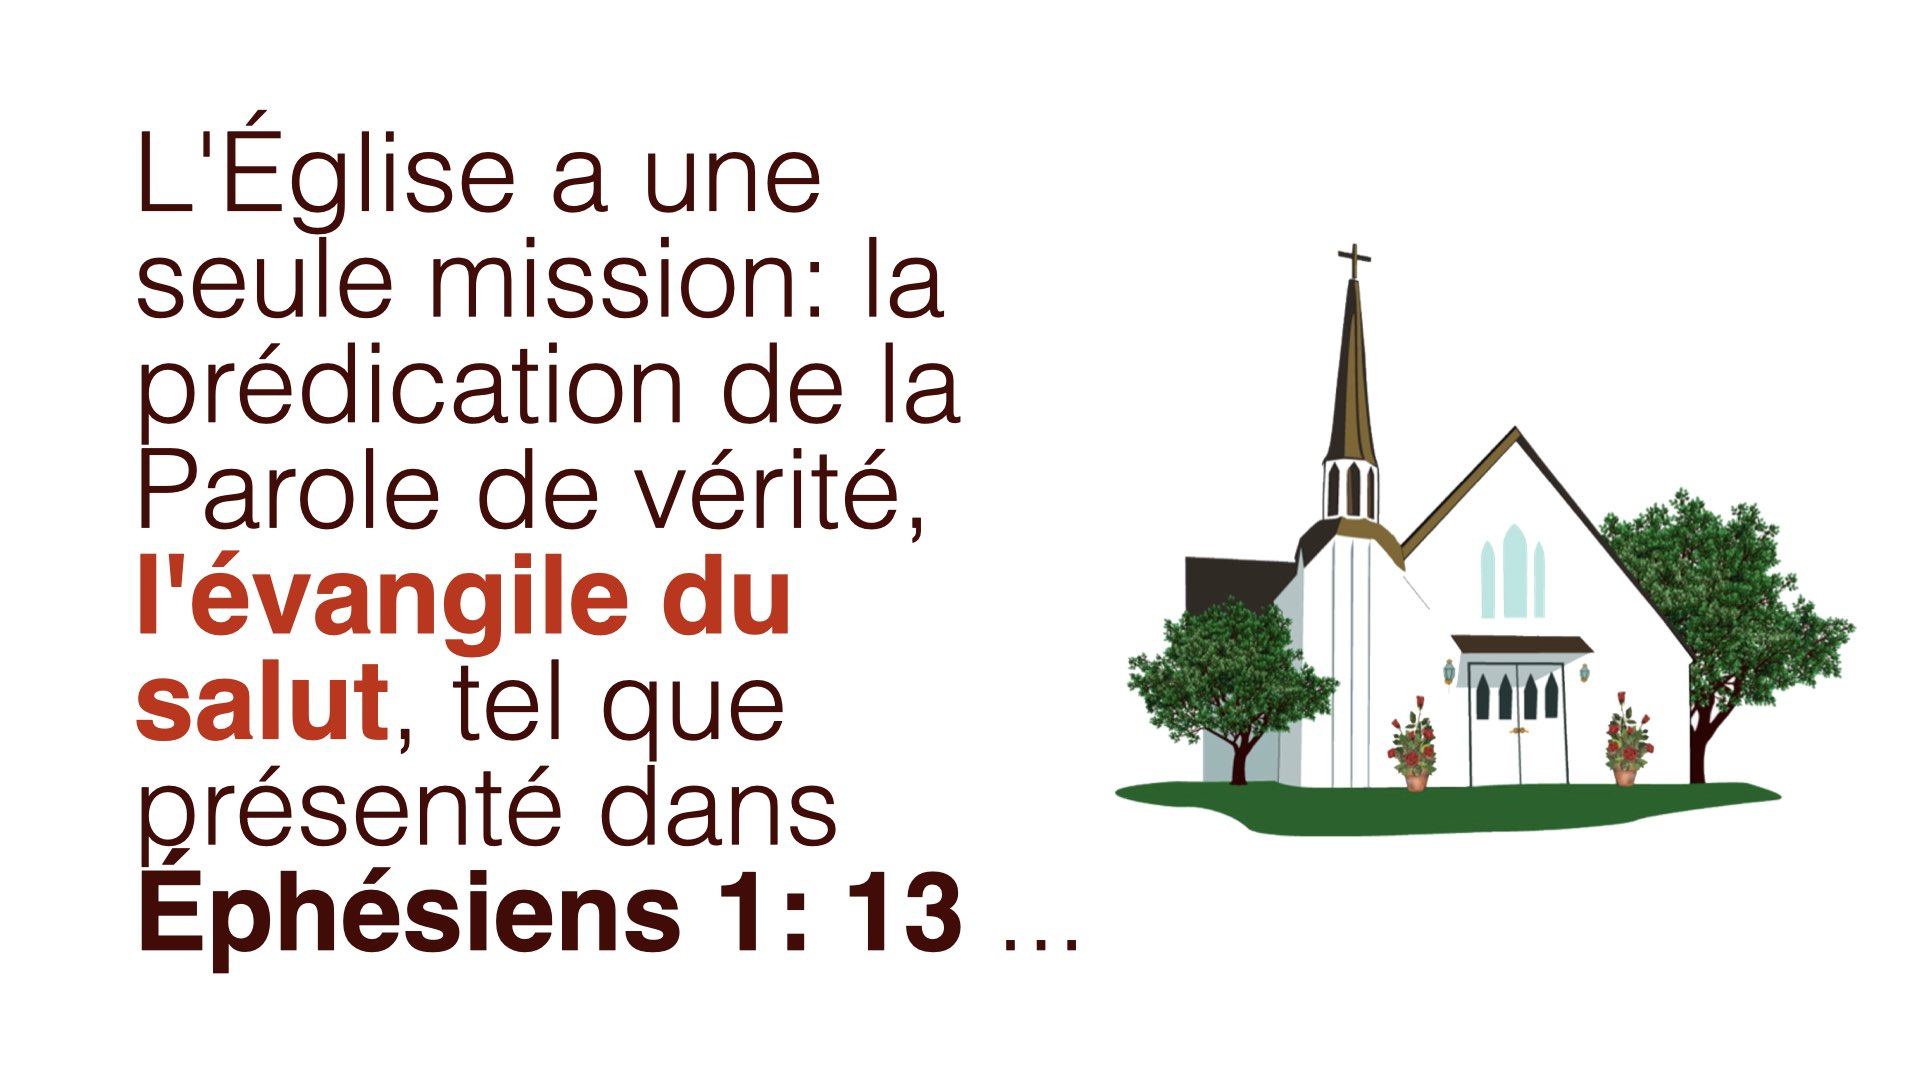 L'Église a une
seule mission: la
prédication de la
Parole de vérité,
l'évangile du
salut, tel que
présenté dans
Éphésiens 1: 13 ...